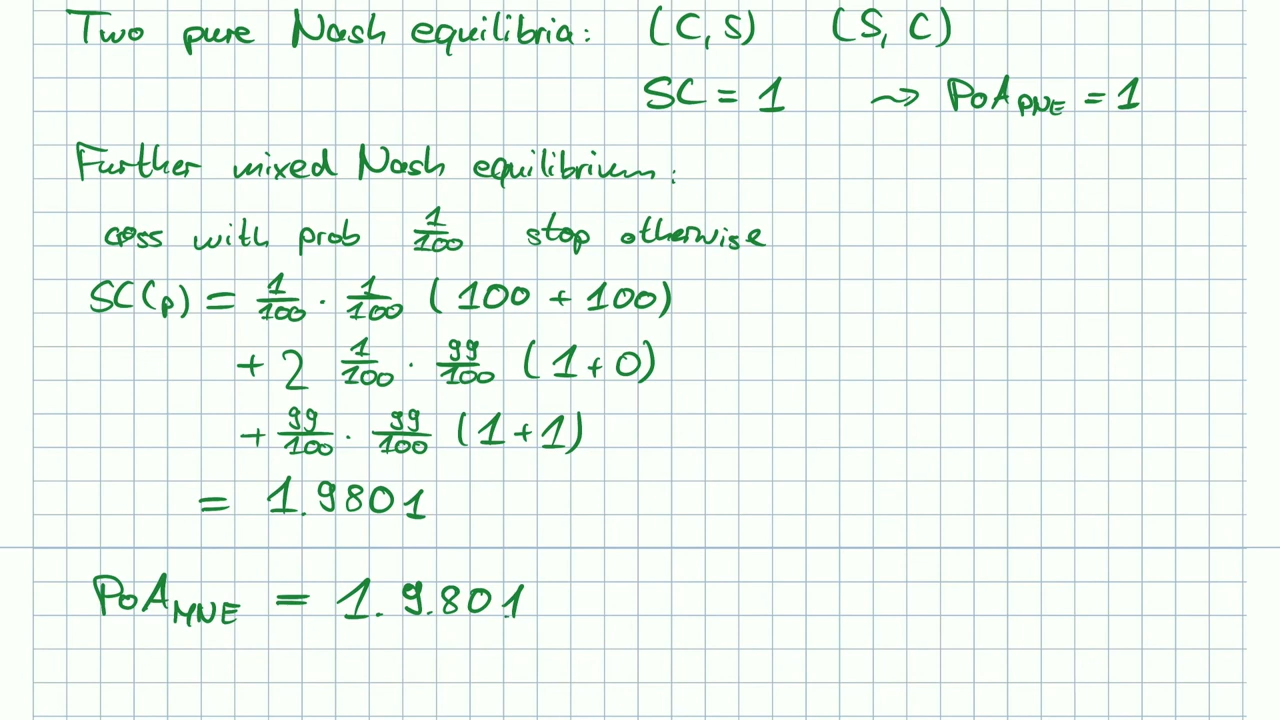 Two pure Nash equilibria: (C, S) (S, C)
SC = 1 ⇝ PoA_PNE = 1
Further mixed Nash equilibrium:
cross with prob 1/100 stop otherwise
SC(p) = 1/100 · 1/100 (100 + 100)
+ 2 1/100 · 99/100 (1 + 0)
+ 99/100 · 99/100 (1 + 1)
= 1.9801
PoA_MNE = 1.9.801